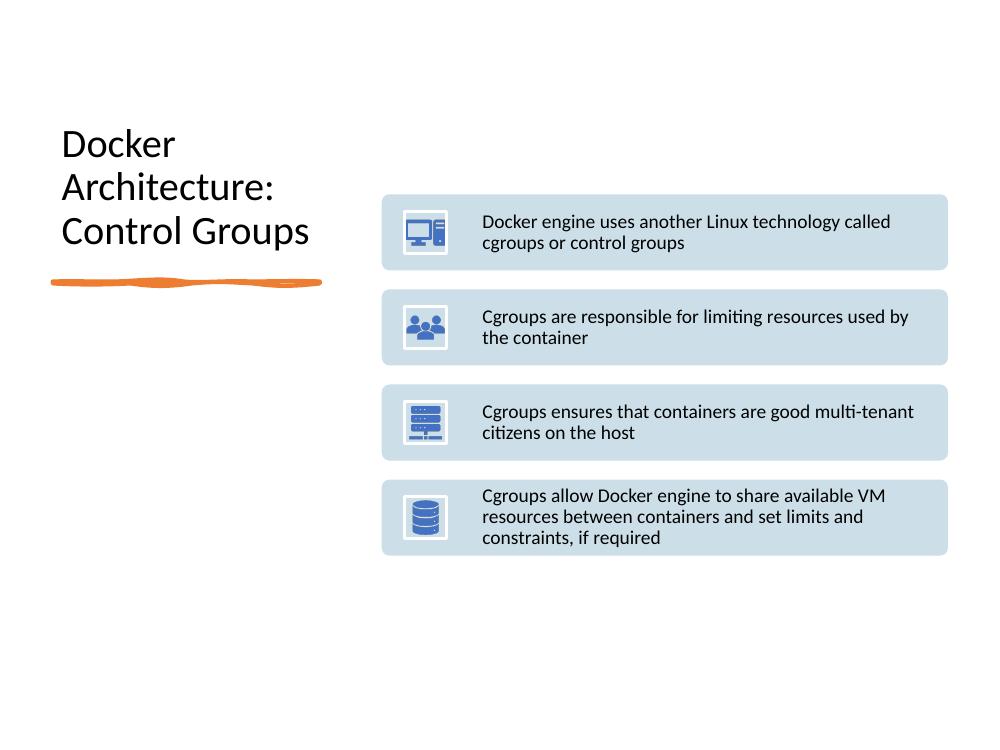 Docker
Architecture:
Control Groups
Docker engine uses another Linux technology called
cgroups or control groups
Cgroups are responsible for limiting resources used by
the container
Cgroups ensures that containers are good multi-tenant
citizens on the host
Cgroups allow Docker engine to share available VM
resources between containers and set limits and
constraints, if required